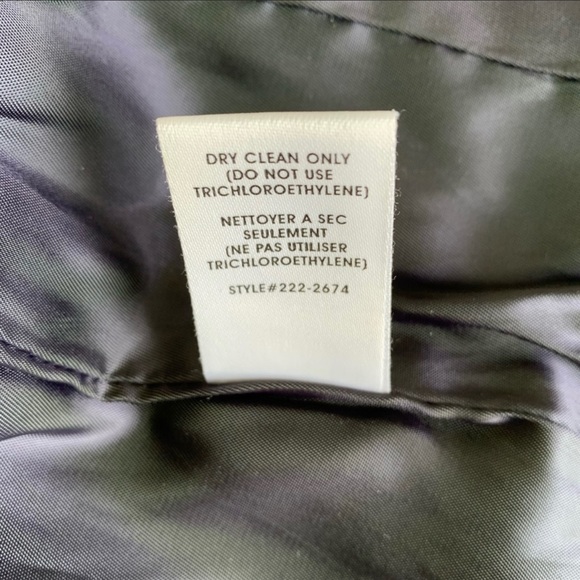 DRY CLEAN ONLY
(DO NOT USE
TRICHLOROETHYLENE)
NETTOYER A SEC
SEULEMENT
(NE PAS UTILISER
TRICHLOROETHYLENE)
STYLE#222-2674